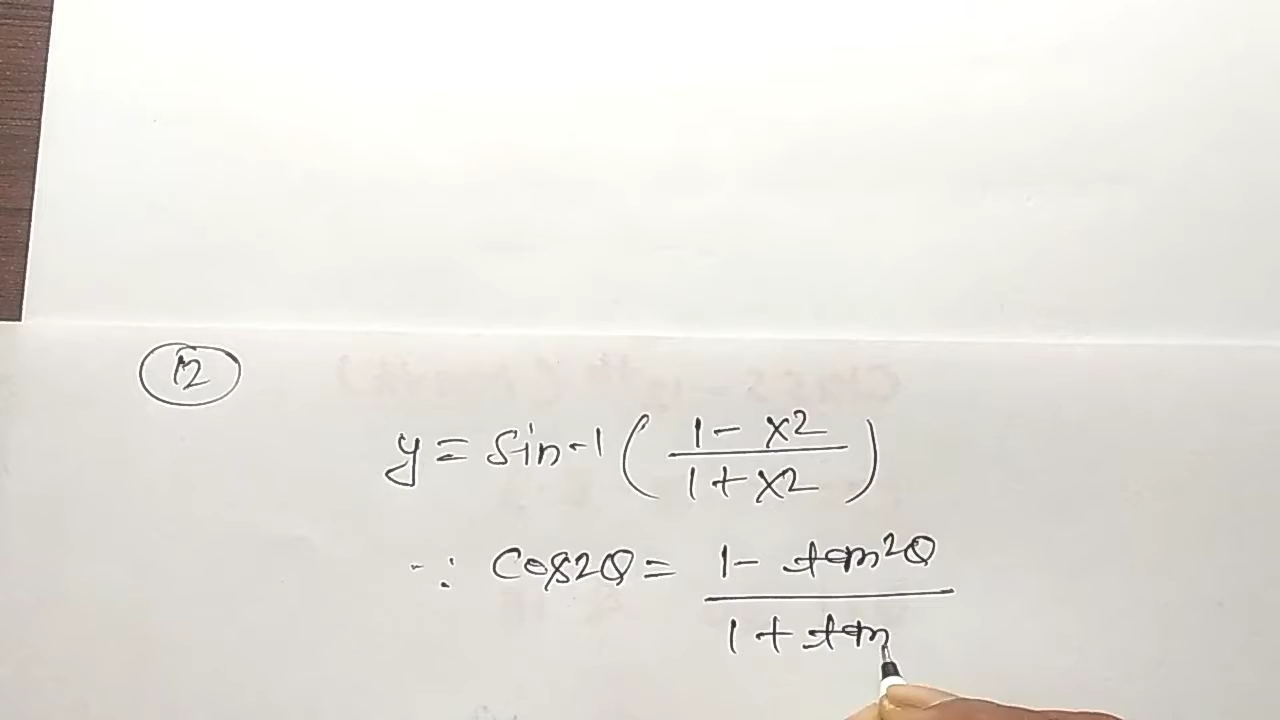 12
y = sin-1 ( 1 - x2 / 1 + x2 )
∵ Cos2θ = 1 - tan2θ / 1 + tan